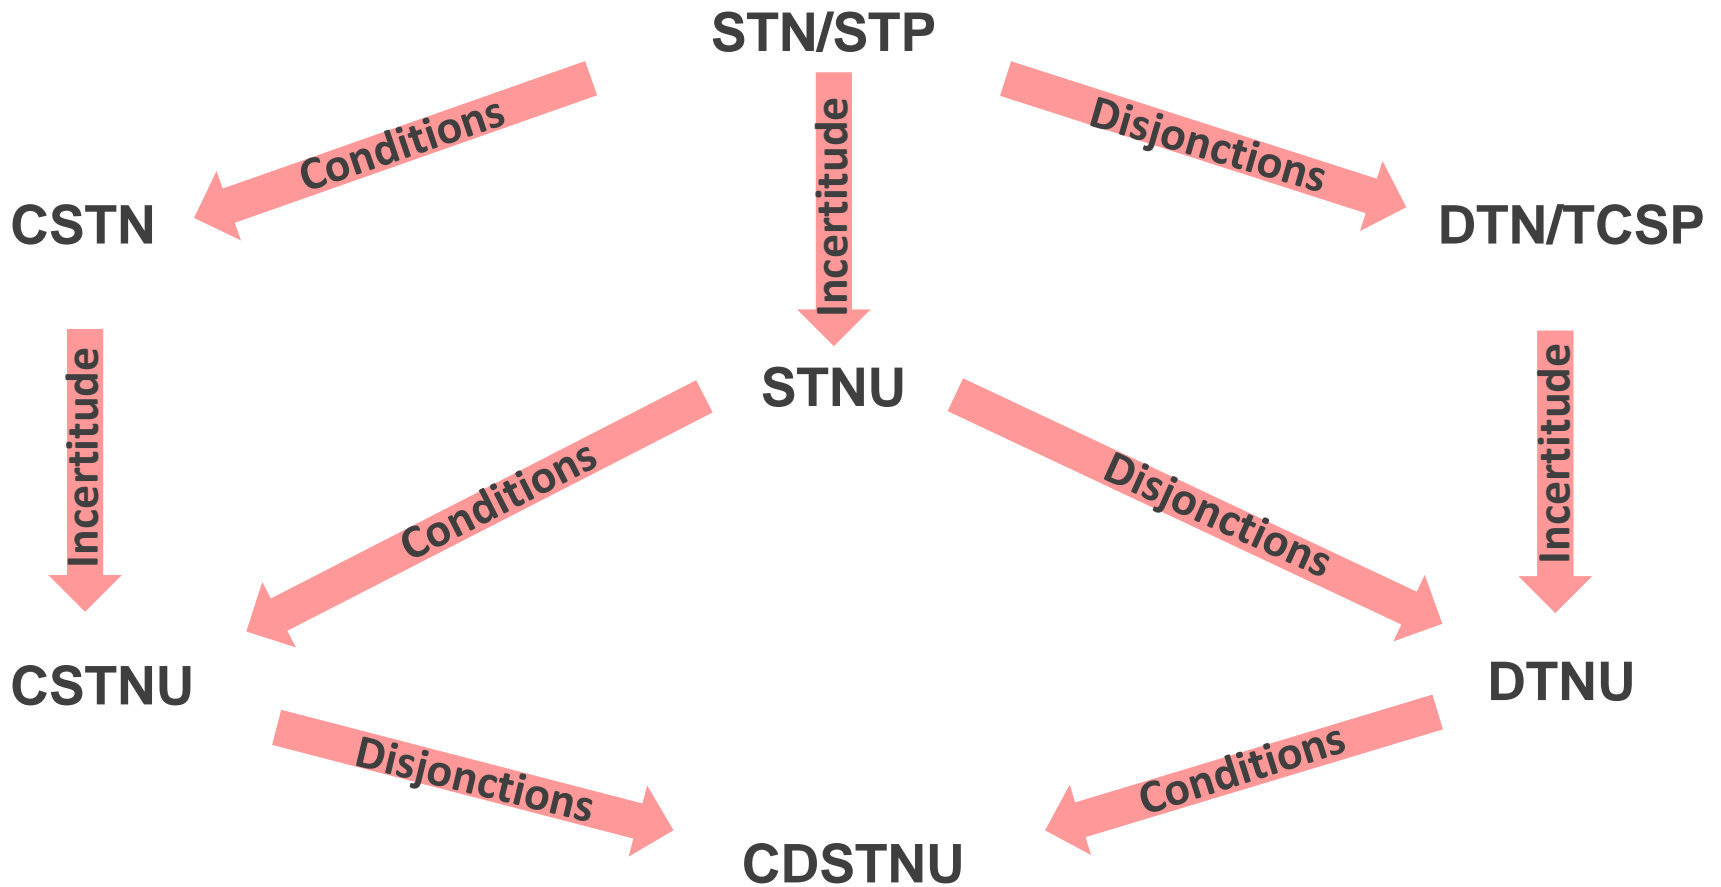 STN/STP
Conditions
Incertitude
Disjonctions
CSTN
DTN/TCSP
Incertitude
STNU
Incertitude
Conditions
Disjonctions
CSTNU
DTNU
Disjonctions
Conditions
CDSTNU